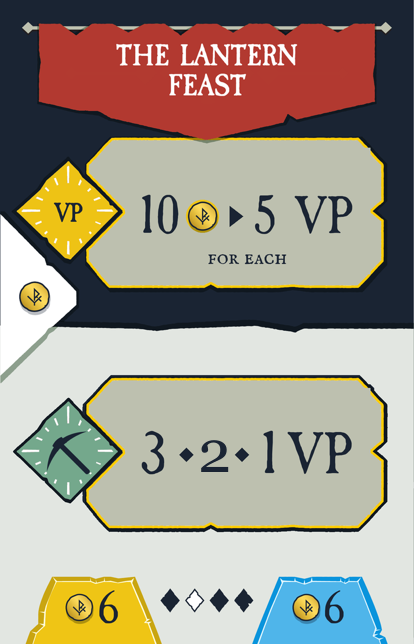 THE LANTERN
FEAST
VP
10 ▶ 5 VP
FOR EACH
3 ◆ 2 ◆ 1 VP
6
6